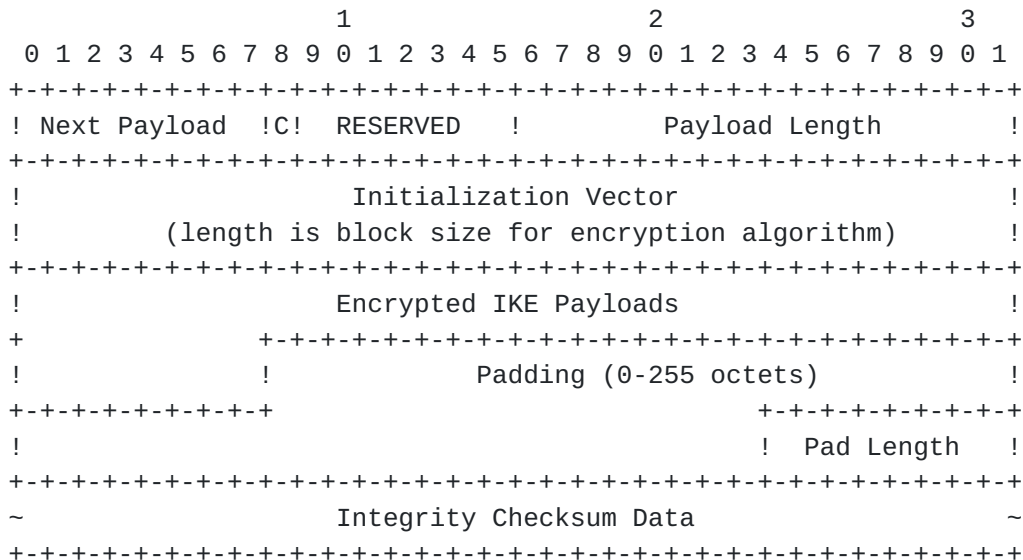 1                   2                   3
 0 1 2 3 4 5 6 7 8 9 0 1 2 3 4 5 6 7 8 9 0 1 2 3 4 5 6 7 8 9 0 1
+-+-+-+-+-+-+-+-+-+-+-+-+-+-+-+-+-+-+-+-+-+-+-+-+-+-+-+-+-+-+-+-+
! Next Payload  !C!  RESERVED   !         Payload Length        !
+-+-+-+-+-+-+-+-+-+-+-+-+-+-+-+-+-+-+-+-+-+-+-+-+-+-+-+-+-+-+-+-+
!                     Initialization Vector                     !
!         (length is block size for encryption algorithm)       !
+-+-+-+-+-+-+-+-+-+-+-+-+-+-+-+-+-+-+-+-+-+-+-+-+-+-+-+-+-+-+-+-+
!                    Encrypted IKE Payloads                     !
+               +-+-+-+-+-+-+-+-+-+-+-+-+-+-+-+-+-+-+-+-+-+-+-+-+
!               !             Padding (0-255 octets)            !
+-+-+-+-+-+-+-+-+                               +-+-+-+-+-+-+-+-+
!                                               !  Pad Length   !
+-+-+-+-+-+-+-+-+-+-+-+-+-+-+-+-+-+-+-+-+-+-+-+-+-+-+-+-+-+-+-+-+
~                    Integrity Checksum Data                    ~
+-+-+-+-+-+-+-+-+-+-+-+-+-+-+-+-+-+-+-+-+-+-+-+-+-+-+-+-+-+-+-+-+